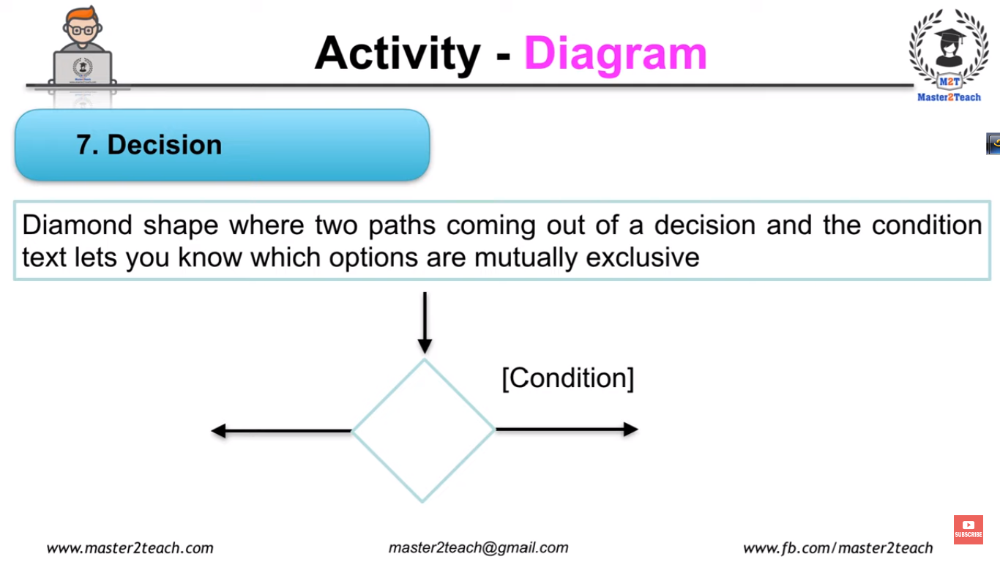 Activity - Diagram
M2T
Master2Teach
7. Decision
Diamond shape where two paths coming out of a decision and the condition
text lets you know which options are mutually exclusive
[Condition]
SUBSCRIBE
www.master2teach.com
master2teach@gmail.com
www.fb.com/master2teach